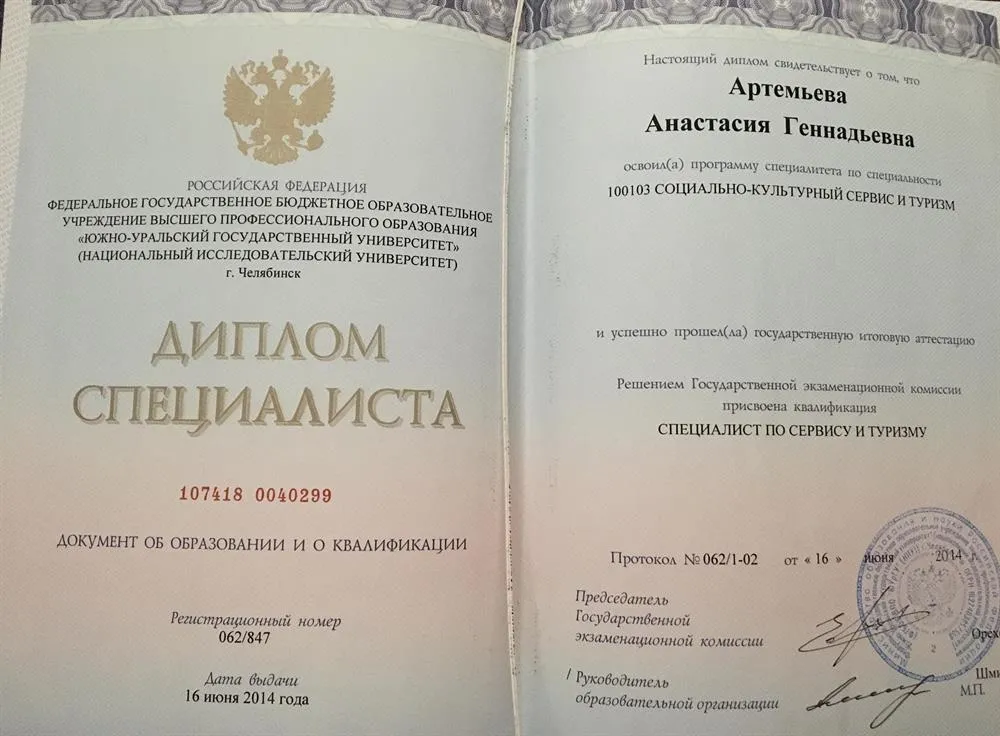 РОССИЙСКАЯ ФЕДЕРАЦИЯ
ФЕДЕРАЛЬНОЕ ГОСУДАРСТВЕННОЕ БЮДЖЕТНОЕ ОБРАЗОВАТЕЛЬНОЕ
УЧРЕЖДЕНИЕ ВЫСШЕГО ПРОФЕССИОНАЛЬНОГО ОБРАЗОВАНИЯ
«ЮЖНО-УРАЛЬСКИЙ ГОСУДАРСТВЕННЫЙ УНИВЕРСИТЕТ»
(НАЦИОНАЛЬНЫЙ ИССЛЕДОВАТЕЛЬСКИЙ УНИВЕРСИТЕТ)
г. Челябинск
ДИПЛОМ
СПЕЦИАЛИСТА
107418 0040299
ДОКУМЕНТ ОБ ОБРАЗОВАНИИ И О КВАЛИФИКАЦИИ
Регистрационный номер
062/847
Дата выдачи
16 июня 2014 года
Настоящий диплом свидетельствует о том, что
Артемьева
Анастасия Геннадьевна
освоил(а) программу специалитета по специальности
100103 СОЦИАЛЬНО-КУЛЬТУРНЫЙ СЕРВИС И ТУРИЗМ
и успешно прошел(ла) государственную итоговую аттестацию
Решением Государственной экзаменационной комиссии
присвоена квалификация
СПЕЦИАЛИСТ ПО СЕРВИСУ И ТУРИЗМУ
Протокол № 062/1-02 от « 16 » июня 2014 г.
Председатель
Государственной
экзаменационной комиссии
Орех
Руководитель
образовательной организации
Шми
М.П.